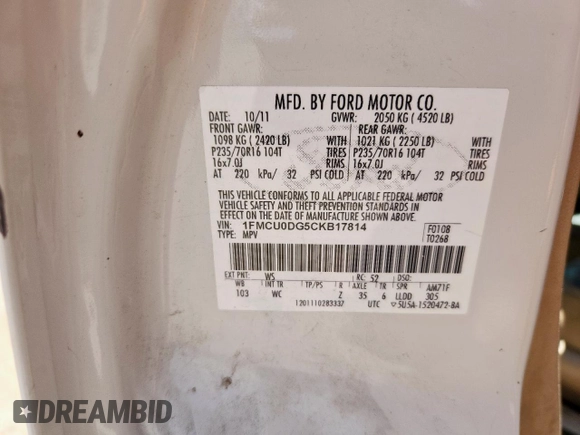 MFD. BY FORD MOTOR CO.
DATE: 10/11 GVWR: 2050 KG ( 4520 LB)
FRONT GAWR: REAR GAWR:
1098 KG ( 2420 LB) WITH 1021 KG ( 2250 LB) WITH
P235/70R16 104T TIRES P235/70R16 104T TIRES
16x7.0J RIMS 16x7.0J RIMS
AT 220 kPa/ 32 PSI COLD AT 220 kPa/ 32 PSI COLD
THIS VEHICLE CONFORMS TO ALL APPLICABLE FEDERAL MOTOR
VEHICLE SAFETY AND THEFT PREVENTION STANDARDS IN
EFFECT ON THE DATE OF MANUFACTURE SHOWN ABOVE.
VIN: 1FMCU0DG5CKB17814 F0108
TYPE: MPV T0268
EXT PNT: WS RC: 52 DSO:
WB INT TR TP/PS R AXLE TR SPR AM71F
103 WC Z 35 6 LLDD 305
1201110283337 UTC 5U5A-1520472-BA
DREAMBID